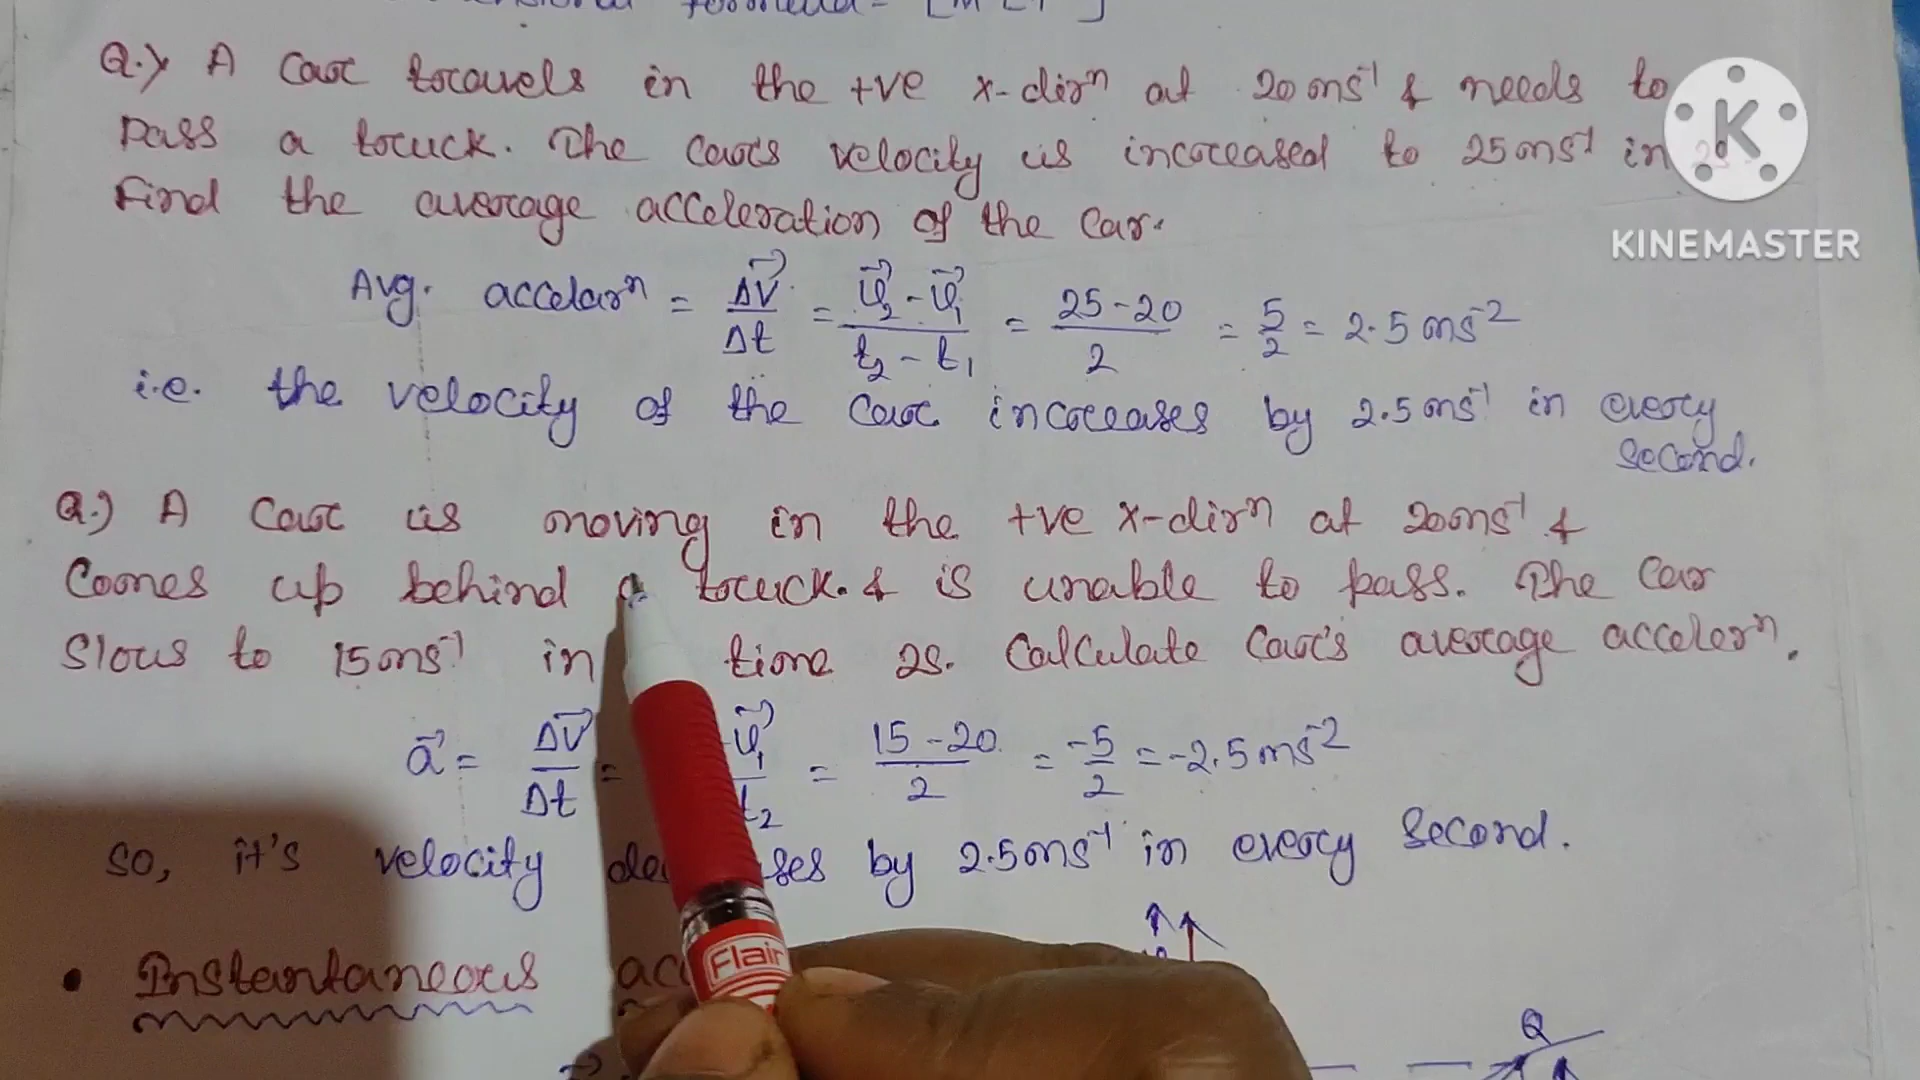 Q.) A car travels in the +ve x-dirⁿ at 20 ms⁻¹ & needs to
pass a truck. The car's velocity is increased to 25 ms⁻¹ in
Find the average acceleration of the car.
KINEMASTER
Avg. accelarⁿ = Δv⃗/Δt = (v⃗₂ - v⃗₁)/(t₂ - t₁) = (25-20)/2 = 5/2 = 2.5 ms⁻²
i.e. the velocity of the car increases by 2.5 ms⁻¹ in every
second.
Q.) A car is moving in the +ve x-dirⁿ at 20 ms⁻¹ &
Comes up behind a truck. & is unable to pass. The car
Slows to 15 ms⁻¹ in time 2s. Calculate Car's average accelerⁿ.
a⃗ = Δv⃗/Δt = -v⃗₁/t₂ = (15-20)/2 = -5/2 = -2.5 ms⁻²
So, it's velocity by 2.5 ms⁻¹ in every second.
• Instantaneous
Flair
Q